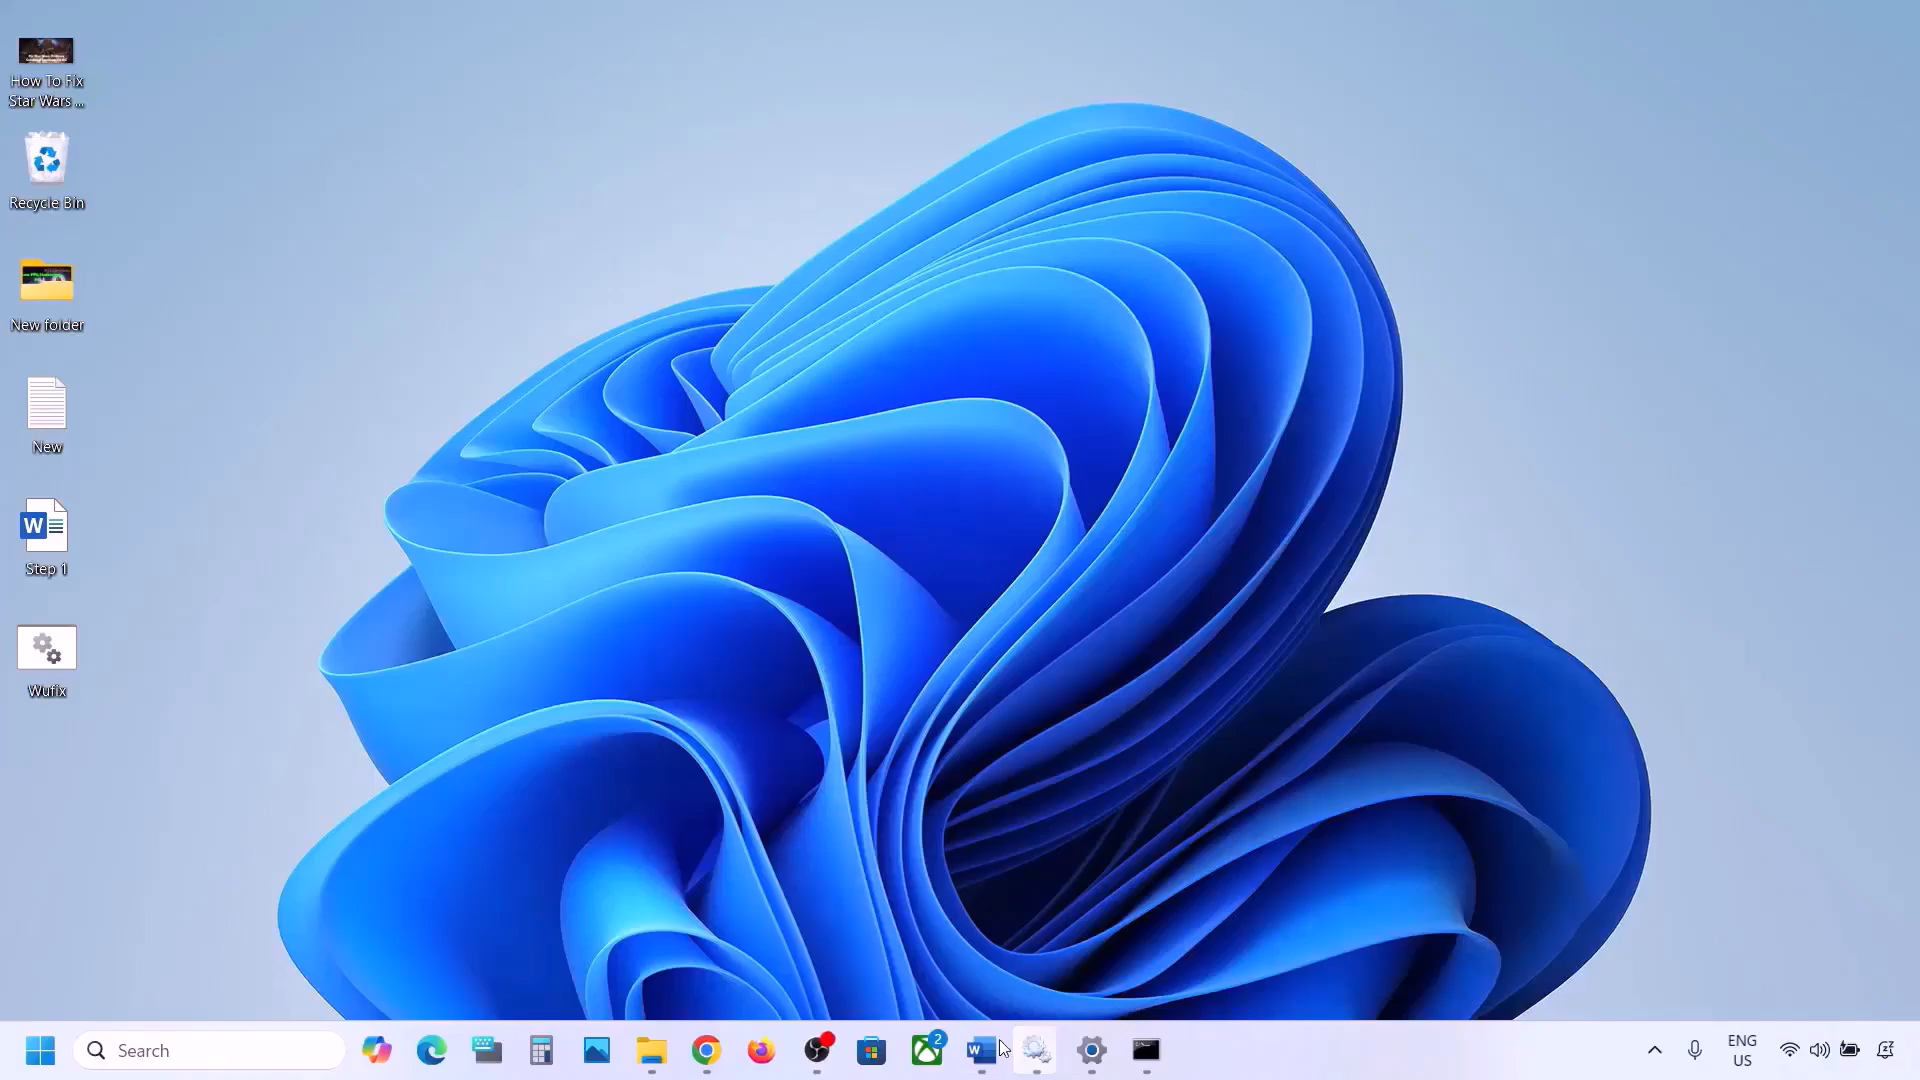 How To Fix
Star Wars ...
Recycle Bin
New folder
New
W
Step 1
Wufix
Search
2
W
ENG
US